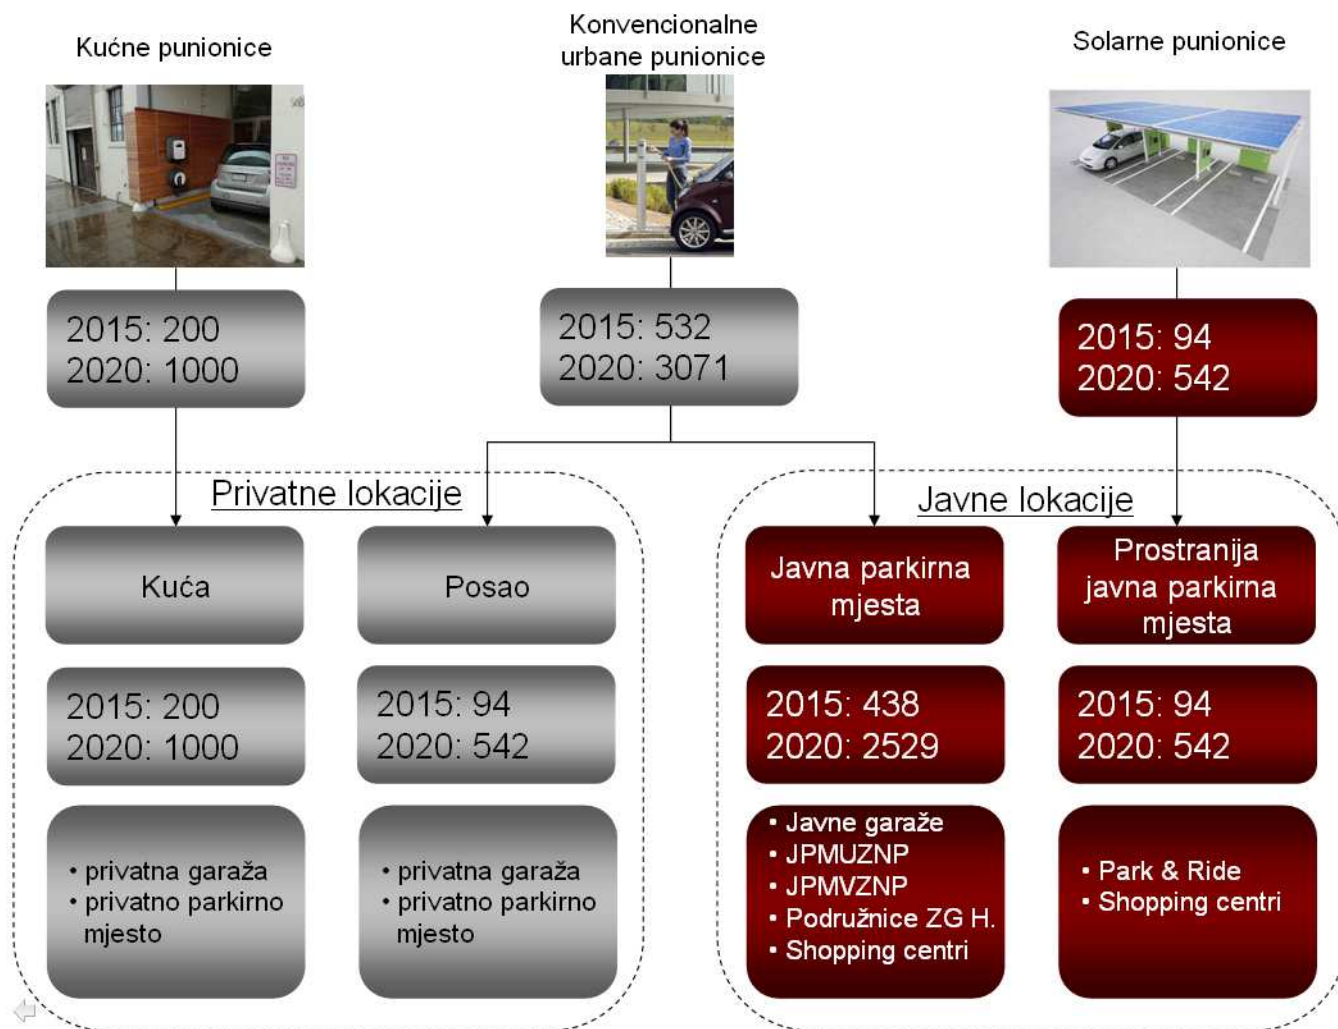 Kućne punionice
Konvencionalne
urbane punionice
Solarne punionice
2015: 200
2020: 1000
2015: 532
2020: 3071
2015: 94
2020: 542
Privatne lokacije
Javne lokacije
Kuća
Posao
Javna parkirna
mjesta
Prostranija
javna parkirna
mjesta
2015: 200
2020: 1000
2015: 94
2020: 542
2015: 438
2020: 2529
2015: 94
2020: 542
• privatna garaža
• privatno parkirno
mjesto
• privatna garaža
• privatno parkirno
mjesto
• Javne garaže
• JPMUZNP
• JPMVZNP
• Podružnice ZG H.
• Shopping centri
• Park & Ride
• Shopping centri